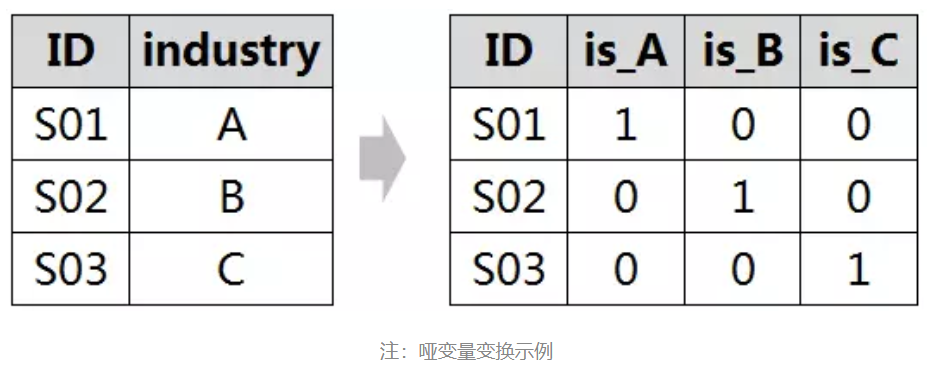 ID industry ID is_A is_B is_C
S01 A S01 1 0 0
S02 B S02 0 1 0
S03 C S03 0 0 1
注：哑变量变换示例